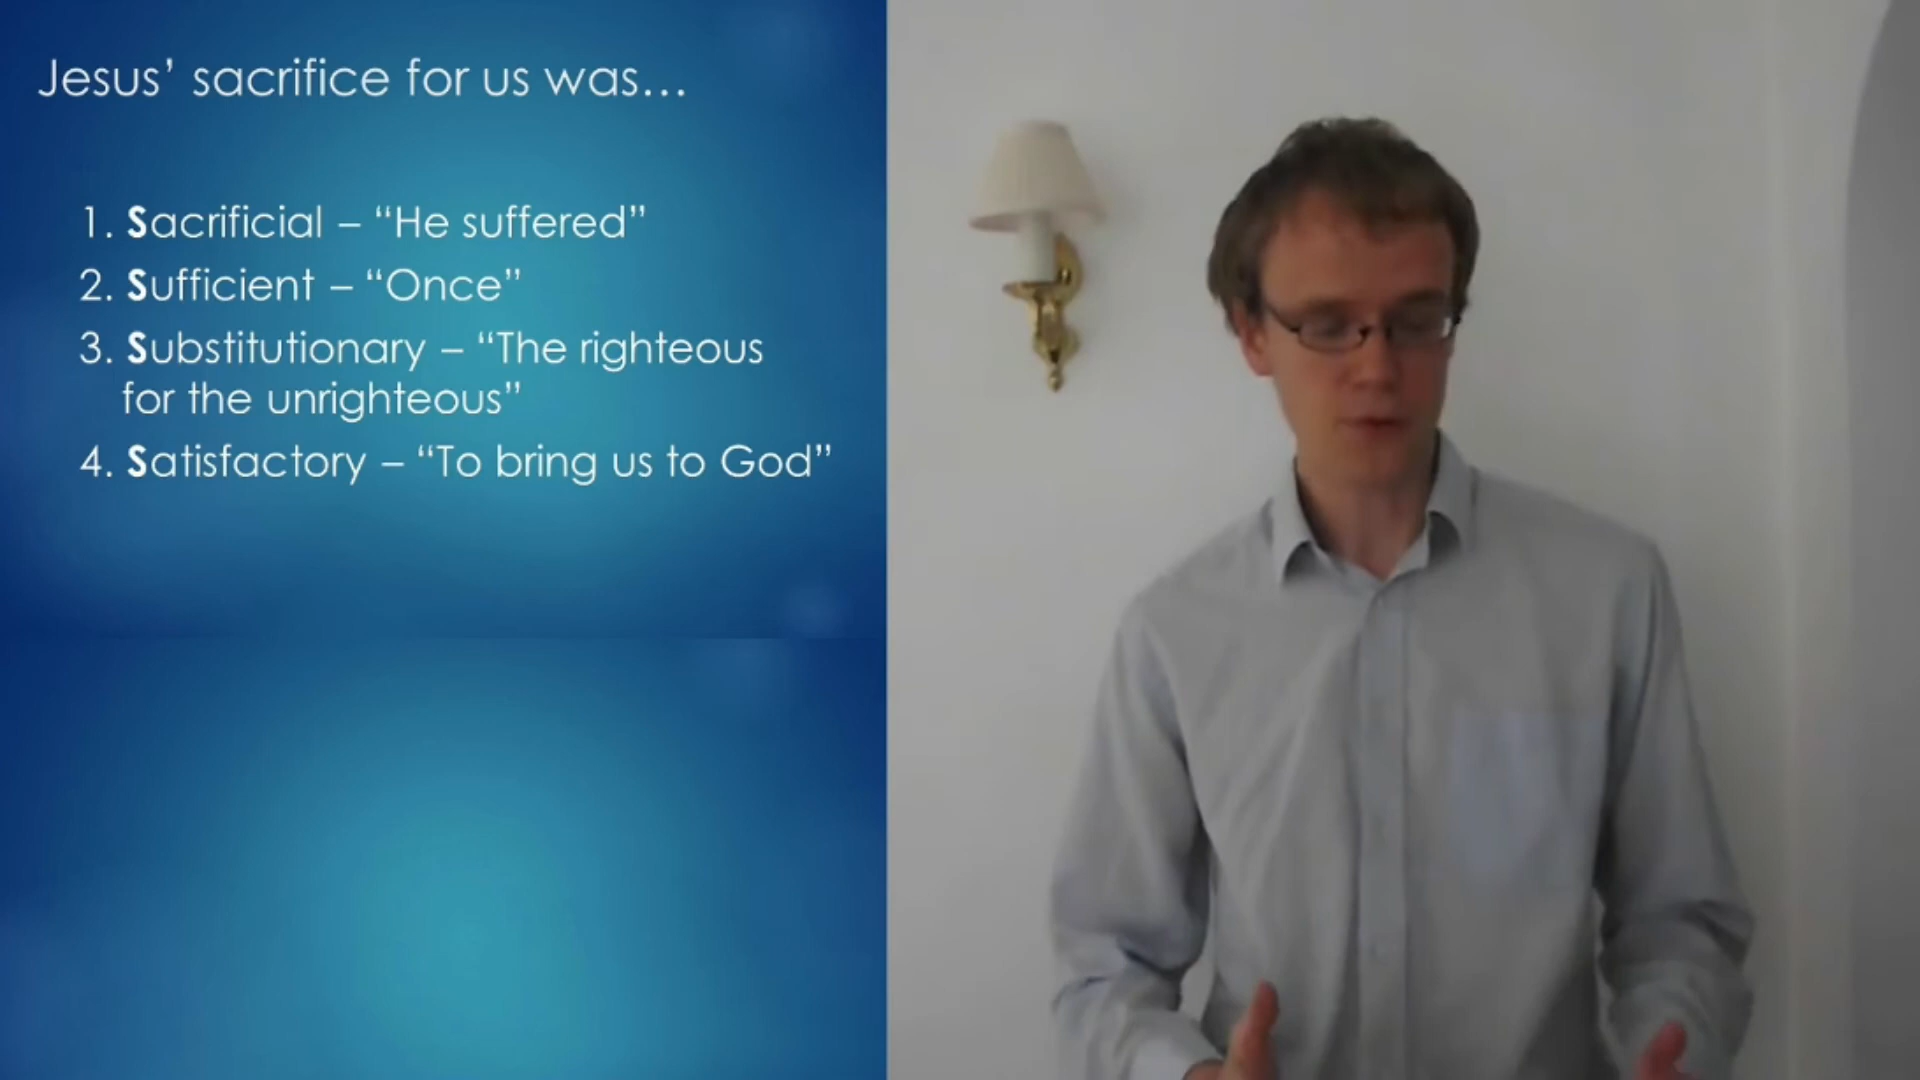 Jesus’ sacrifice for us was...
1. Sacrificial – “He suffered”
2. Sufficient – “Once”
3. Substitutionary – “The righteous
for the unrighteous”
4. Satisfactory – “To bring us to God”